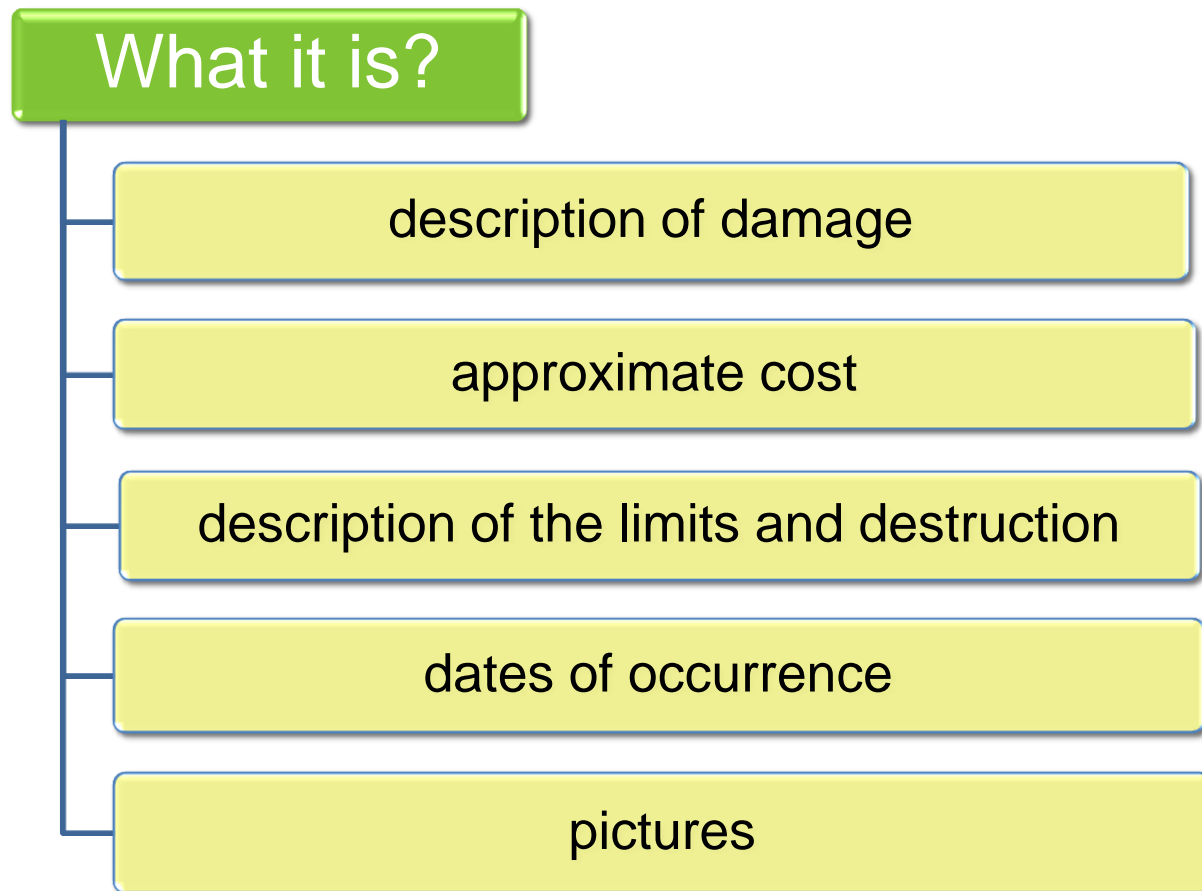 What it is?
description of damage
approximate cost
description of the limits and destruction
dates of occurrence
pictures